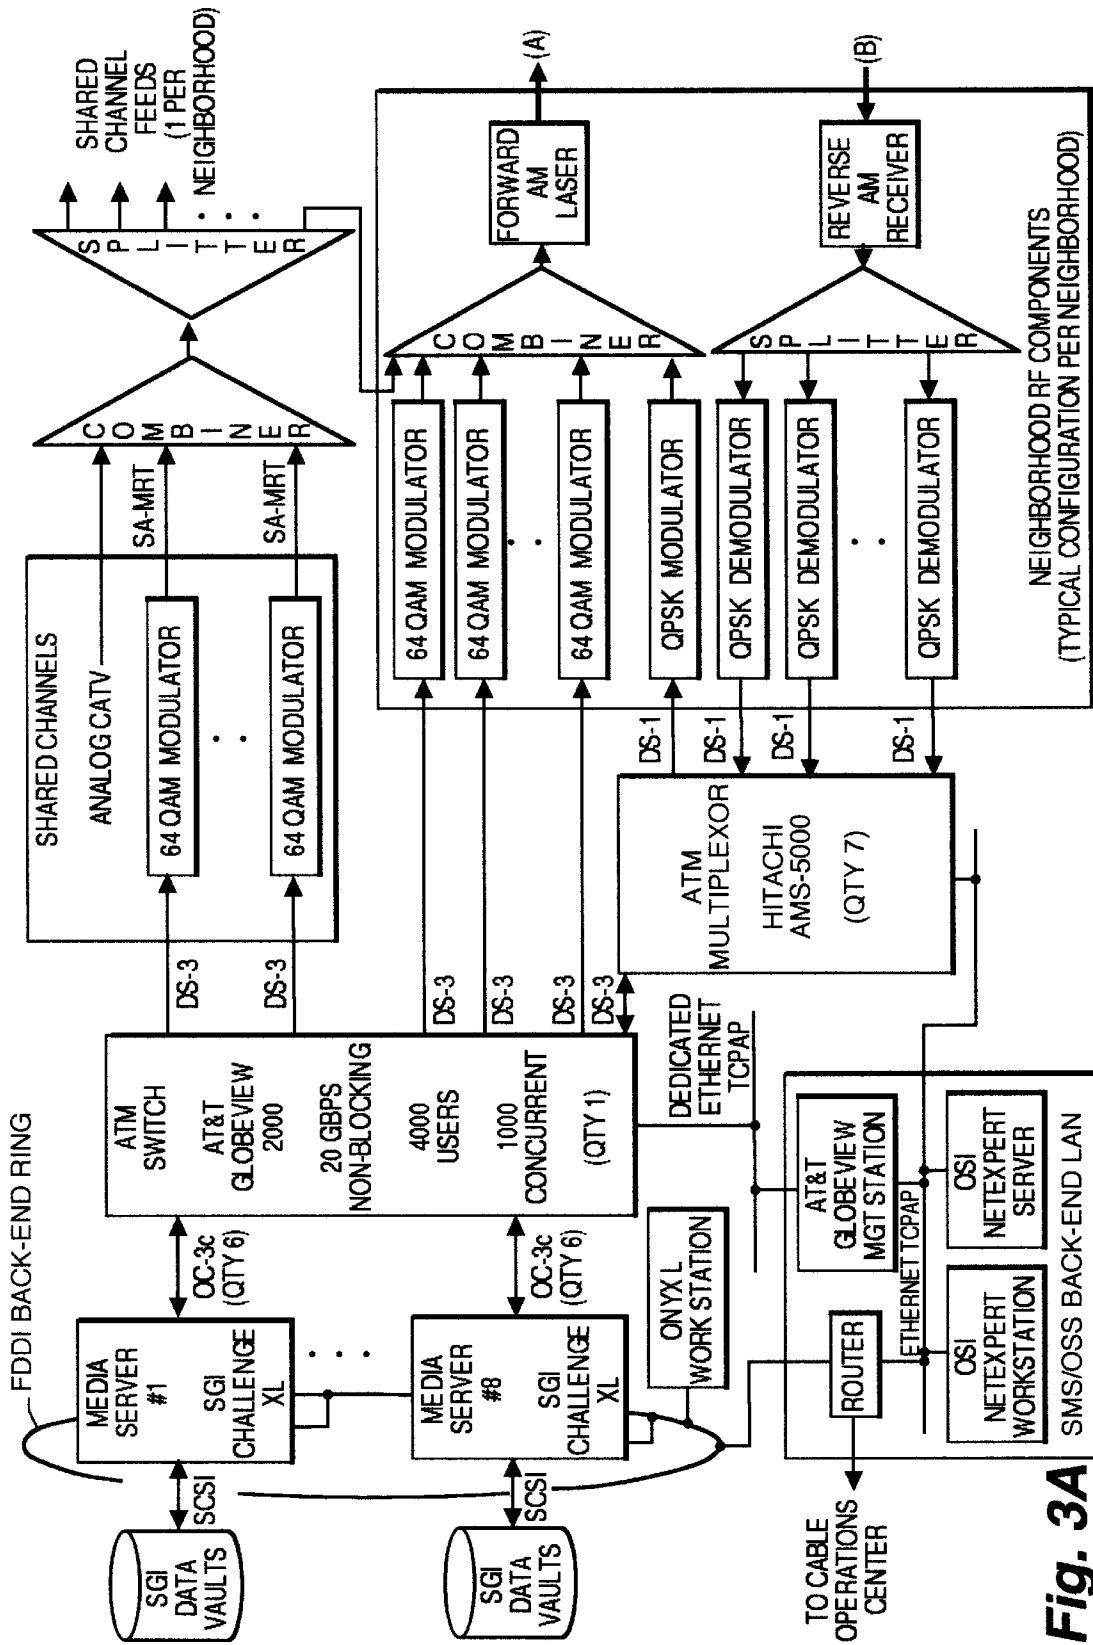 FDDI BACK-END RING
SGI
DATA
VAULTS
SCSI
MEDIA
SERVER
#1
SGI
CHALLENGE
XL
OC-3c
(QTY 6)
SGI
DATA
VAULTS
SCSI
MEDIA
SERVER
#8
SGI
CHALLENGE
XL
OC-3c
(QTY 6)
ATM
SWITCH
AT&T
GLOBEVIEW
2000
20 GBPS
NON-BLOCKING
4000
USERS
1000
CONCURRENT
(QTY 1)
DS-3
DS-3
DS-3
DS-3
DS-3
DS-3
SHARED CHANNELS
ANALOG CATV
64 QAM MODULATOR
64 QAM MODULATOR
SA-MRT
SA-MRT
COMBINER
SPLITTER
SHARED
CHANNEL
FEEDS
(1 PER
NEIGHBORHOOD)
64 QAM MODULATOR
64 QAM MODULATOR
64 QAM MODULATOR
QPSK MODULATOR
QPSK DEMODULATOR
QPSK DEMODULATOR
QPSK DEMODULATOR
COMBINER
FORWARD
AM
LASER
(A)
SPLITTER
REVERSE
AM
RECEIVER
(B)
NEIGHBORHOOD RF COMPONENTS
(TYPICAL CONFIGURATION PER NEIGHBORHOOD)
DS-1
DS-1
DS-1
DS-1
ATM
MULTIPLEXOR
HITACHI
AMS-5000
(QTY 7)
DEDICATED
ETHERNET
TCPAP
ONYX L
WORK STATION
ROUTER
AT&T
GLOBEVIEW
MGT STATION
ETHERNET TCPAP
OSI
NETEXPERT
WORKSTATION
OSI
NETEXPERT
SERVER
SMS/OSS BACK-END LAN
TO CABLE
OPERATIONS
CENTER
Fig. 3A